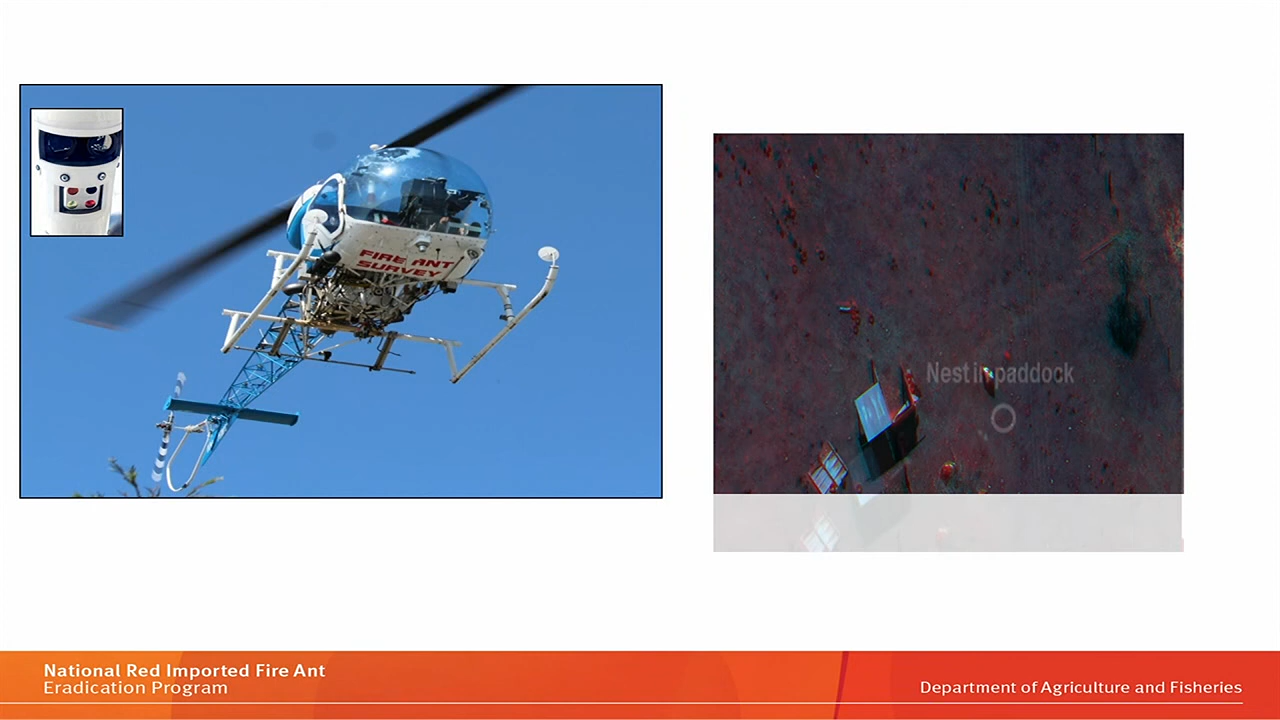 FIRE ANT
SURVEY
Nest in paddock
National Red Imported Fire Ant
Eradication Program
Department of Agriculture and Fisheries